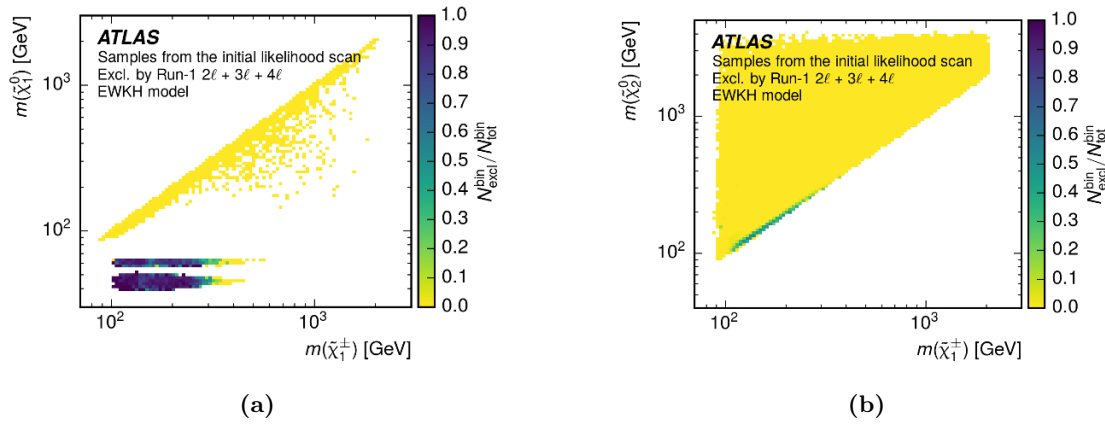 ATLAS
Samples from the initial likelihood scan
Excl. by Run-1 2ℓ + 3ℓ + 4ℓ
EWKH model
m(χ̃₁⁰) [GeV]
10³
10²
10² 10³
m(χ̃₁±) [GeV]
1.0
0.9
0.8
0.7
0.6
0.5
0.4
0.3
0.2
0.1
0.0
N_excl^bin/N_tot^bin
(a)
ATLAS
Samples from the initial likelihood scan
Excl. by Run-1 2ℓ + 3ℓ + 4ℓ
EWKH model
m(χ̃₂⁰) [GeV]
10³
10²
10² 10³
m(χ̃₁±) [GeV]
1.0
0.9
0.8
0.7
0.6
0.5
0.4
0.3
0.2
0.1
0.0
N_excl^bin/N_tot^bin
(b)